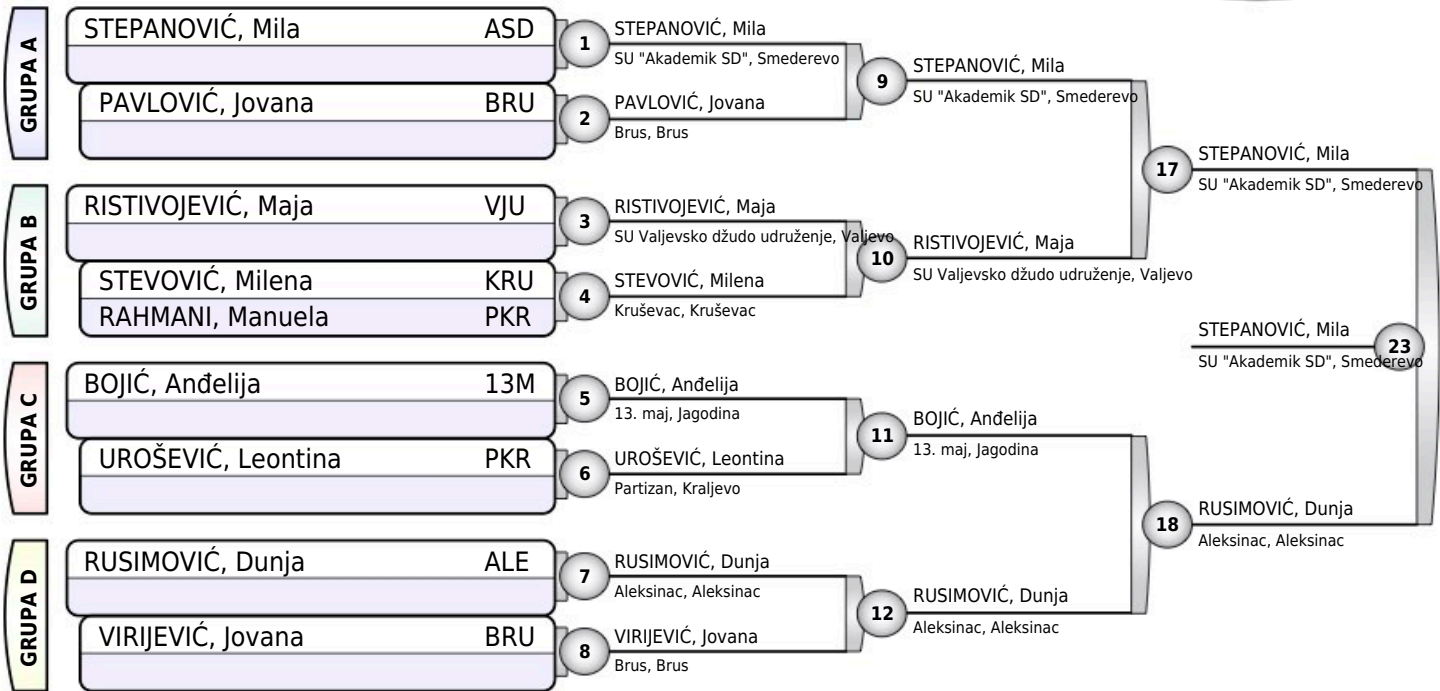 GRUPA A
STEPANOVIĆ, Mila ASD
PAVLOVIĆ, Jovana BRU
1
STEPANOVIĆ, Mila
SU "Akademik SD", Smederevo
2
PAVLOVIĆ, Jovana
Brus, Brus
9
STEPANOVIĆ, Mila
SU "Akademik SD", Smederevo
GRUPA B
RISTIVOJEVIĆ, Maja VJU
STEVOVIĆ, Milena KRU
RAHMANI, Manuela PKR
3
RISTIVOJEVIĆ, Maja
SU Valjevsko džudo udruženje, Valjevo
4
STEVOVIĆ, Milena
Kruševac, Kruševac
10
RISTIVOJEVIĆ, Maja
SU Valjevsko džudo udruženje, Valjevo
17
STEPANOVIĆ, Mila
SU "Akademik SD", Smederevo
GRUPA C
BOJIĆ, Anđelija 13M
UROŠEVIĆ, Leontina PKR
5
BOJIĆ, Anđelija
13. maj, Jagodina
6
UROŠEVIĆ, Leontina
Partizan, Kraljevo
11
BOJIĆ, Anđelija
13. maj, Jagodina
GRUPA D
RUSIMOVIĆ, Dunja ALE
VIRIJEVIĆ, Jovana BRU
7
RUSIMOVIĆ, Dunja
Aleksinac, Aleksinac
8
VIRIJEVIĆ, Jovana
Brus, Brus
12
RUSIMOVIĆ, Dunja
Aleksinac, Aleksinac
18
RUSIMOVIĆ, Dunja
Aleksinac, Aleksinac
STEPANOVIĆ, Mila
SU "Akademik SD", Smederevo
23